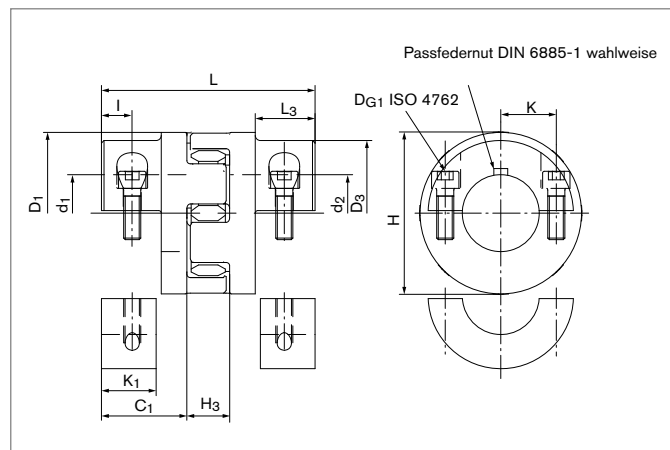 Passfedernut DIN 6885-1 wahlweise
L
DG1 ISO 4762
I
L3
K
D1
d1
d2
D3
H
K1
C1
H3